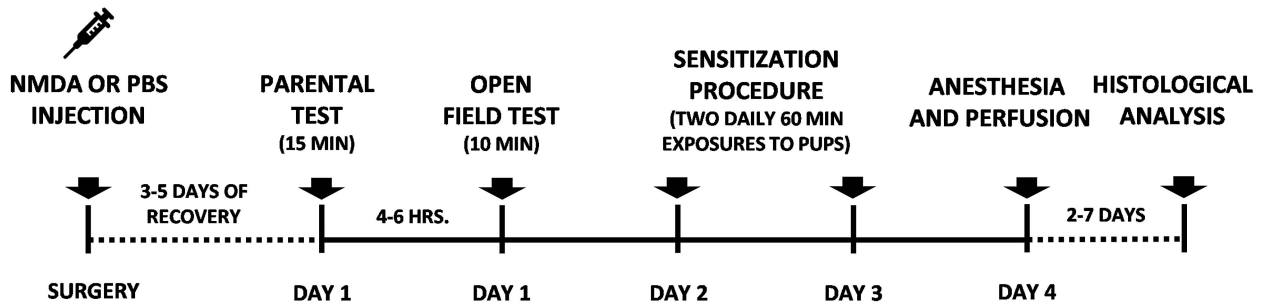 NMDA OR PBS
INJECTION
PARENTAL
TEST
(15 MIN)
OPEN
FIELD TEST
(10 MIN)
SENSITIZATION
PROCEDURE
(TWO DAILY 60 MIN
EXPOSURES TO PUPS)
ANESTHESIA
AND PERFUSION
HISTOLOGICAL
ANALYSIS
3-5 DAYS OF
RECOVERY
4-6 HRS.
2-7 DAYS
SURGERY
DAY 1
DAY 1
DAY 2
DAY 3
DAY 4